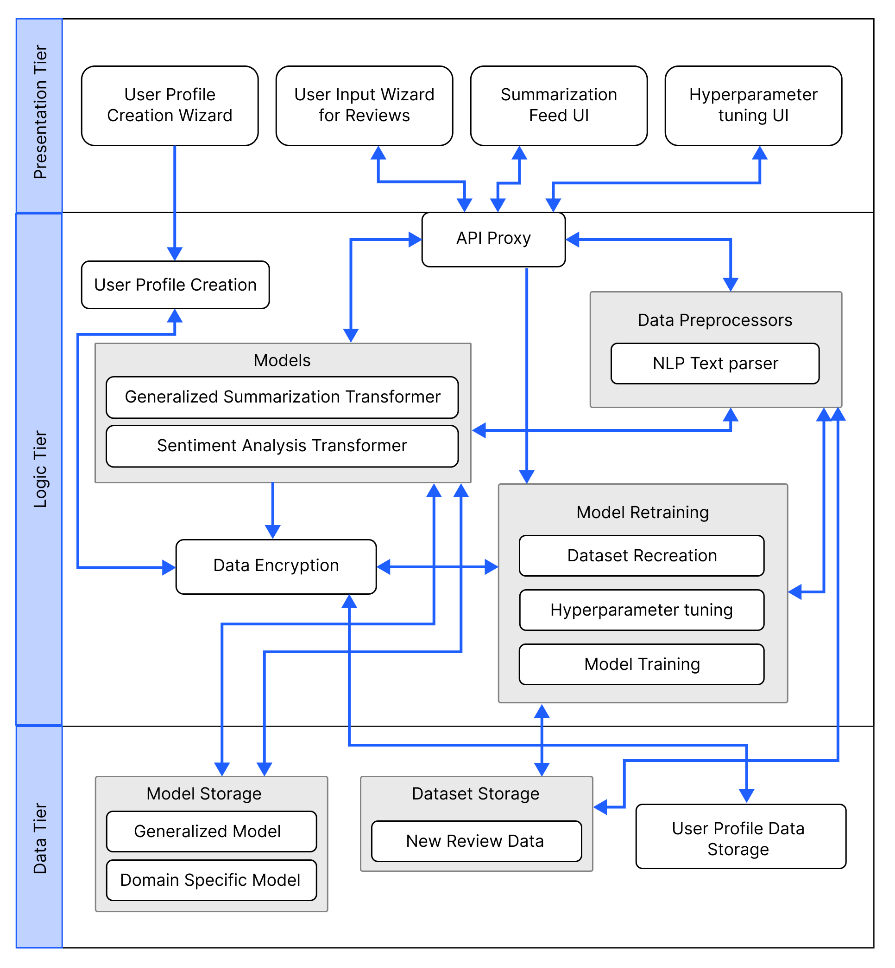 Presentation Tier
User Profile
Creation Wizard
User Input Wizard
for Reviews
Summarization
Feed UI
Hyperparameter
tuning UI
Logic Tier
API Proxy
User Profile Creation
Data Preprocessors
NLP Text parser
Models
Generalized Summarization Transformer
Sentiment Analysis Transformer
Model Retraining
Dataset Recreation
Hyperparameter tuning
Model Training
Data Encryption
Data Tier
Model Storage
Generalized Model
Domain Specific Model
Dataset Storage
New Review Data
User Profile Data
Storage